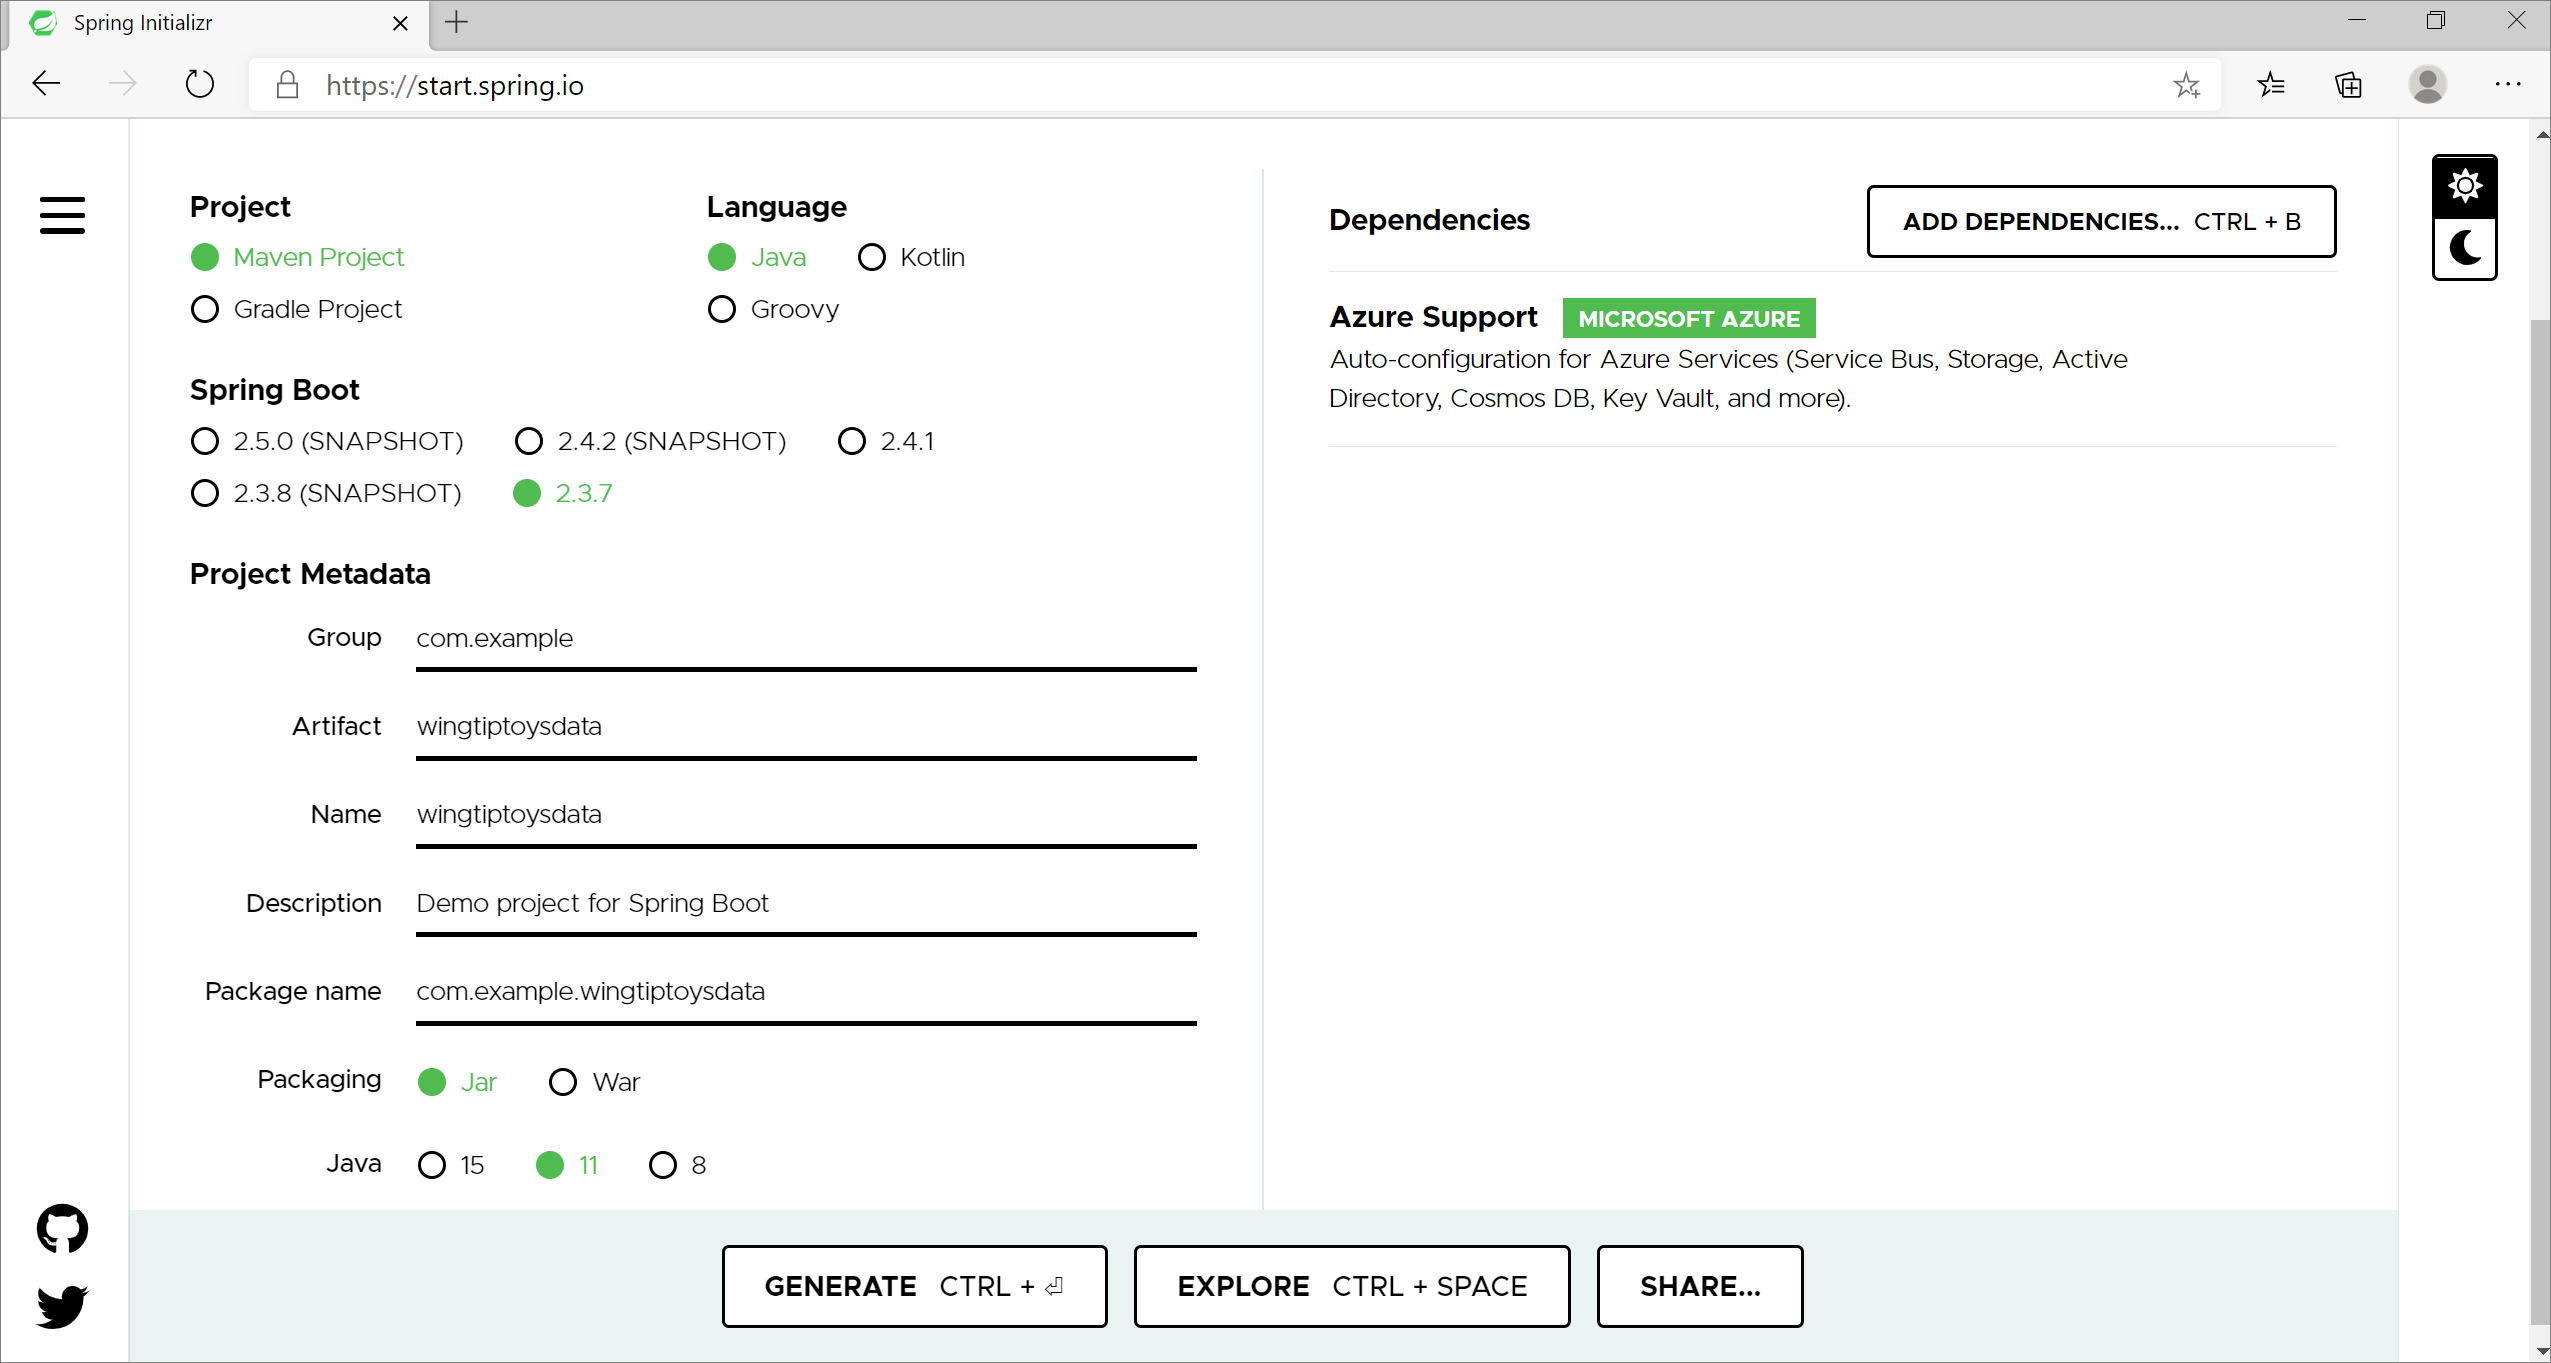 Spring Initializr
https://start.spring.io
Project
Maven Project
Gradle Project
Language
Java Kotlin
Groovy
Spring Boot
2.5.0 (SNAPSHOT) 2.4.2 (SNAPSHOT) 2.4.1
2.3.8 (SNAPSHOT) 2.3.7
Project Metadata
Group com.example
Artifact wingtiptoysdata
Name wingtiptoysdata
Description Demo project for Spring Boot
Package name com.example.wingtiptoysdata
Packaging Jar War
Java 15 11 8
Dependencies ADD DEPENDENCIES... CTRL + B
Azure Support MICROSOFT AZURE
Auto-configuration for Azure Services (Service Bus, Storage, Active
Directory, Cosmos DB, Key Vault, and more).
GENERATE CTRL + ⏎ EXPLORE CTRL + SPACE SHARE...